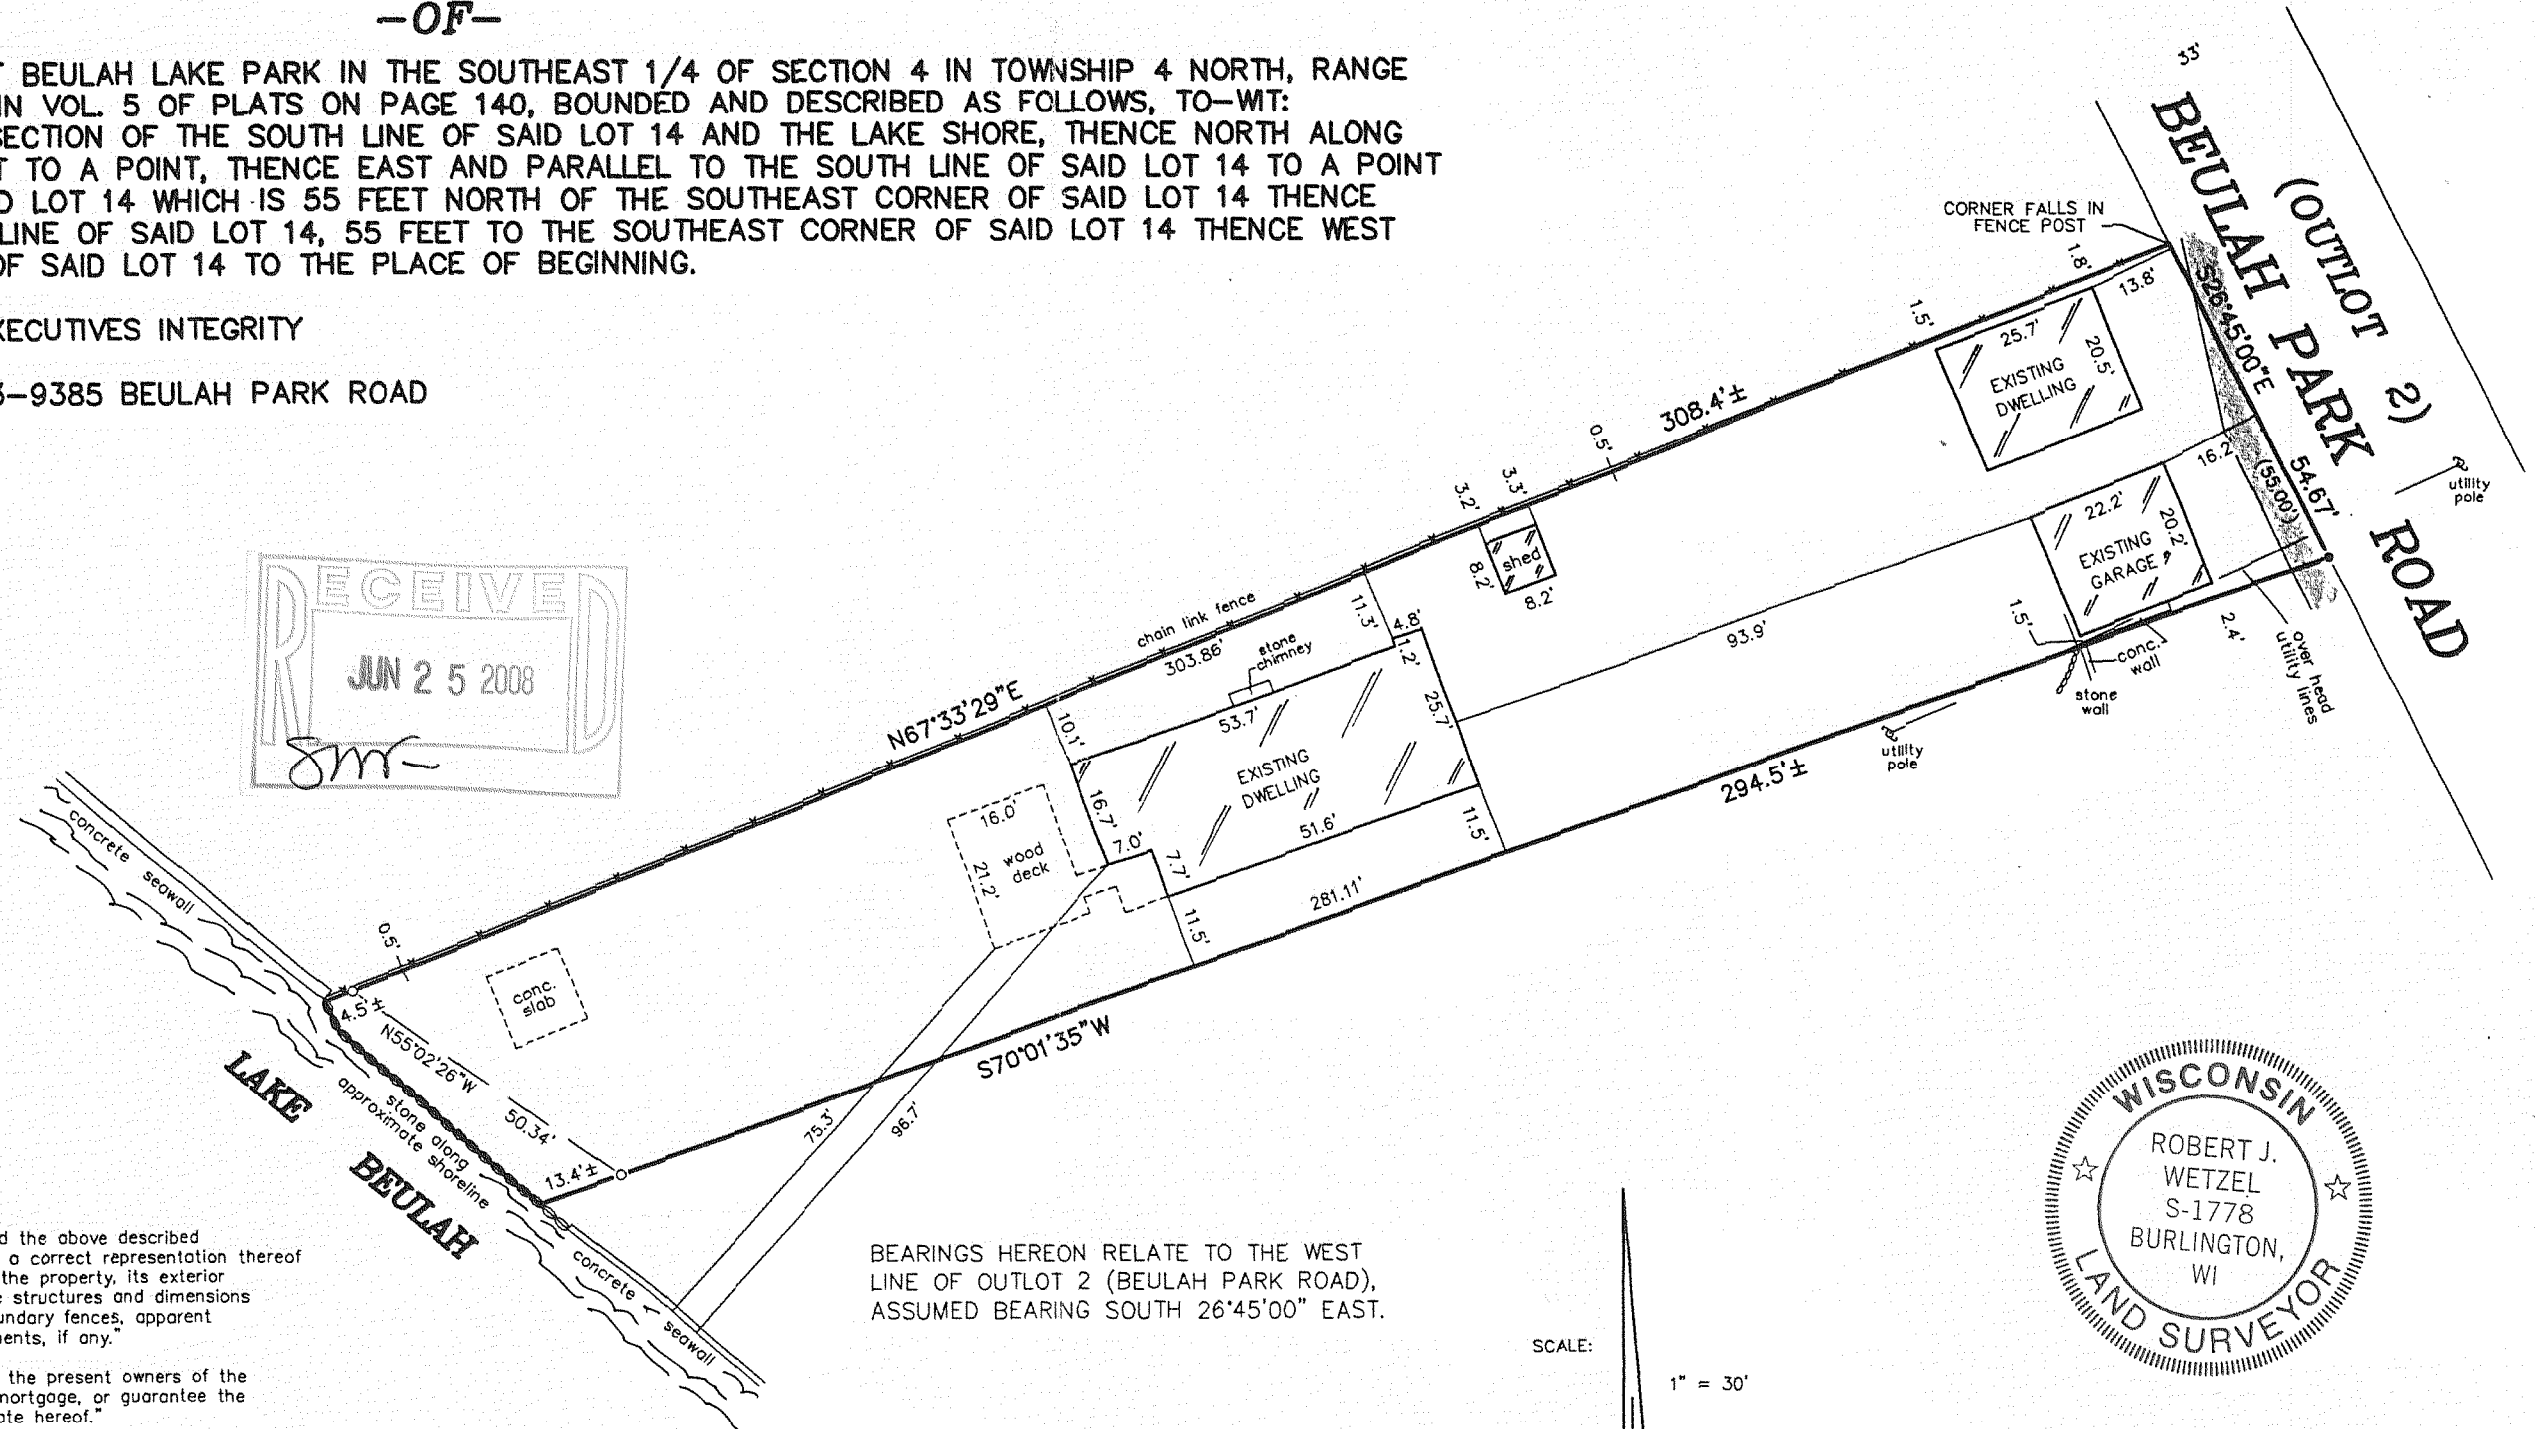 -OF-
BEULAH LAKE PARK IN THE SOUTHEAST 1/4 OF SECTION 4 IN TOWNSHIP 4 NORTH, RANGE
IN VOL. 5 OF PLATS ON PAGE 140, BOUNDED AND DESCRIBED AS FOLLOWS, TO-WIT:
SECTION OF THE SOUTH LINE OF SAID LOT 14 AND THE LAKE SHORE, THENCE NORTH ALONG
T TO A POINT, THENCE EAST AND PARALLEL TO THE SOUTH LINE OF SAID LOT 14 TO A POINT
D LOT 14 WHICH IS 55 FEET NORTH OF THE SOUTHEAST CORNER OF SAID LOT 14 THENCE
LINE OF SAID LOT 14, 55 FEET TO THE SOUTHEAST CORNER OF SAID LOT 14 THENCE WEST
OF SAID LOT 14 TO THE PLACE OF BEGINNING.
XECUTIVES INTEGRITY
-9385 BEULAH PARK ROAD
33'
BEULAH PARK ROAD
(OUTLOT 2)
CORNER FALLS IN
FENCE POST
1.8'
13.8'
S26°45'00"E
54.67'
(55.00')
1.5'
25.7'
20.5'
EXISTING
DWELLING
308.4'±
0.5'
16.2'
utility
pole
22.2'
20.2'
EXISTING
GARAGE
3.3'
3.2'
shed
8.2'
8.2'
RECEIVED
JUN 25 2008
chain link fence
303.86'
stone
chimney
11.3'
4.8'
1.2'
93.9'
1.5'
conc.
wall
2.4'
over head
utility lines
stone
wall
N67°33'29"E
10.1'
53.7'
25.7'
EXISTING
DWELLING
utility
pole
294.5'±
16.0'
wood
deck
21.2'
16.7'
7.0'
7.7'
51.6'
11.5'
281.11'
11.5'
concrete
seawall
0.5'
conc.
slab
4.5'±
N55°02'26"W
50.34'
S70°01'35"W
stone along
approximate shoreline
LAKE
BEULAH
13.4'±
75.3'
96.7'
concrete
seawall
d the above described
a correct representation thereof
the property, its exterior
structures and dimensions
undary fences, apparent
ents, if any."
the present owners of the
mortgage, or guarantee the
ate hereof."
BEARINGS HEREON RELATE TO THE WEST
LINE OF OUTLOT 2 (BEULAH PARK ROAD),
ASSUMED BEARING SOUTH 26°45'00" EAST.
SCALE:
1" = 30'
WISCONSIN
ROBERT J.
WETZEL
S-1778
BURLINGTON,
WI
LAND SURVEYOR